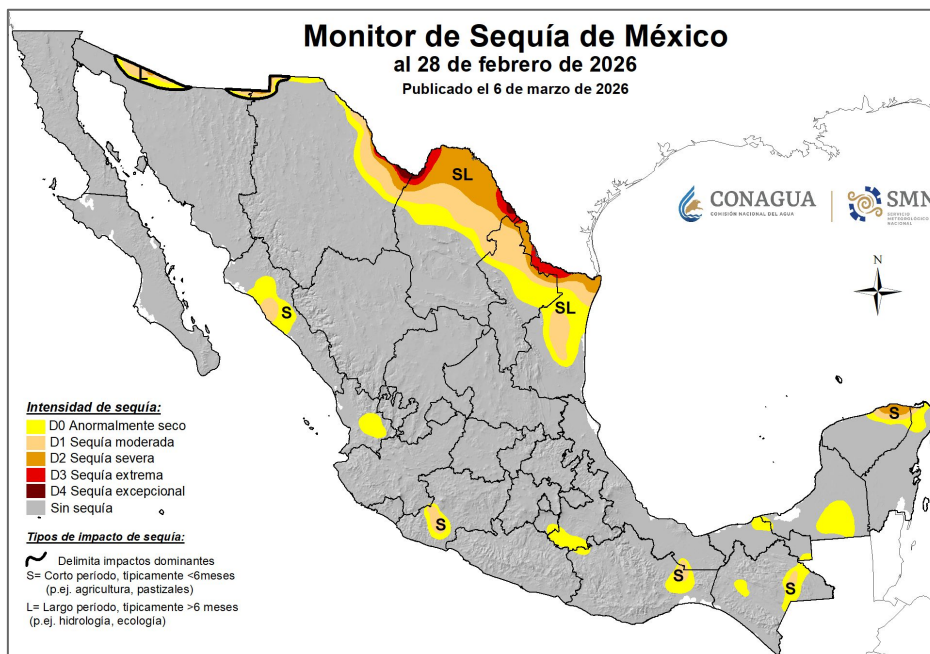 Monitor de Sequía de México
al 28 de febrero de 2026
Publicado el 6 de marzo de 2026
L
SL
CONAGUA
COMISIÓN NACIONAL DEL AGUA
SMN
SERVICIO
METEOROLÓGICO
NACIONAL
N
S
SL
S
Intensidad de sequía:
D0 Anormalmente seco
D1 Sequía moderada
D2 Sequía severa
D3 Sequía extrema
D4 Sequía excepcional
Sin sequía
S
S
S
Tipos de impacto de sequía:
Delimita impactos dominantes
S= Corto período, típicamente <6meses
(p.ej. agricultura, pastizales)
L= Largo período, típicamente >6 meses
(p.ej. hidrología, ecología)